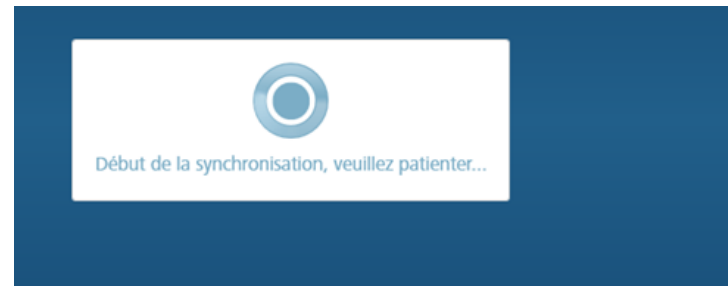 Début de la synchronisation, veuillez patienter...